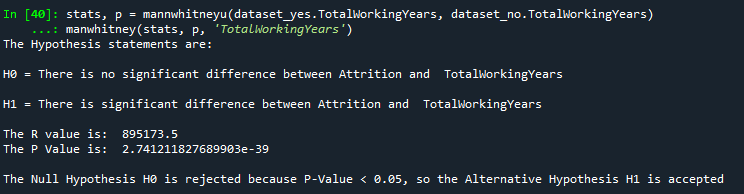 In [40]: stats, p = mannwhitneyu(dataset_yes.TotalWorkingYears, dataset_no.TotalWorkingYears)
...: manwhitney(stats, p, 'TotalWorkingYears')
The Hypothesis statements are:
H0 = There is no significant difference between Attrition and  TotalWorkingYears
H1 = There is significant difference between Attrition and  TotalWorkingYears
The R value is:  895173.5
The P Value is:  2.741211827689903e-39
The Null Hypothesis H0 is rejected because P-Value < 0.05, so the Alternative Hypothesis H1 is accepted